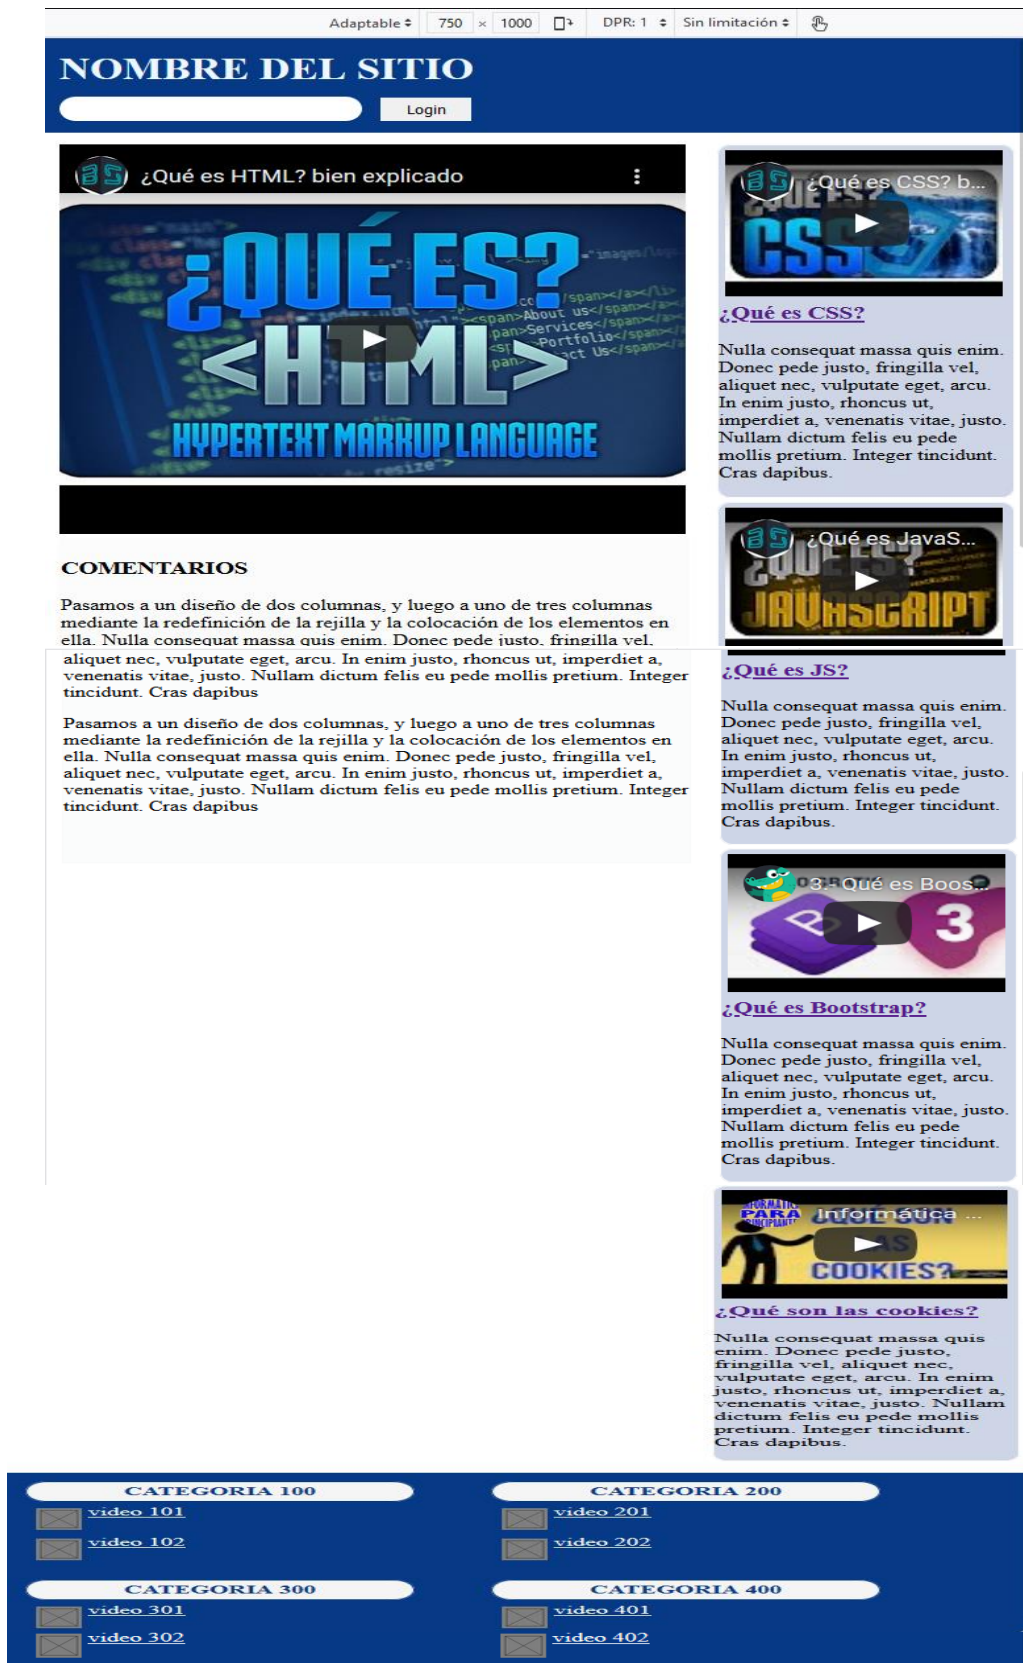 Adaptable 750 × 1000 DPR: 1 Sin limitación
NOMBRE DEL SITIO
Login
¿Qué es HTML? bien explicado
¿QUÉ ES?
<HTML>
HYPERTEXT MARKUP LANGUAGE
COMENTARIOS
Pasamos a un diseño de dos columnas, y luego a uno de tres columnas
mediante la redefinición de la rejilla y la colocación de los elementos en
ella. Nulla consequat massa quis enim. Donec pede justo, fringilla vel,
aliquet nec, vulputate eget, arcu. In enim justo, rhoncus ut, imperdiet a,
venenatis vitae, justo. Nullam dictum felis eu pede mollis pretium. Integer
tincidunt. Cras dapibus
Pasamos a un diseño de dos columnas, y luego a uno de tres columnas
mediante la redefinición de la rejilla y la colocación de los elementos en
ella. Nulla consequat massa quis enim. Donec pede justo, fringilla vel,
aliquet nec, vulputate eget, arcu. In enim justo, rhoncus ut, imperdiet a,
venenatis vitae, justo. Nullam dictum felis eu pede mollis pretium. Integer
tincidunt. Cras dapibus
¿Qué es CSS? b...
¿QUÉ ES?
CSS
¿Qué es CSS?
Nulla consequat massa quis enim.
Donec pede justo, fringilla vel,
aliquet nec, vulputate eget, arcu.
In enim justo, rhoncus ut,
imperdiet a, venenatis vitae, justo.
Nullam dictum felis eu pede
mollis pretium. Integer tincidunt.
Cras dapibus.
¿Qué es JavaS...
¿QUÉ ES?
JAVASCRIPT
¿Qué es JS?
Nulla consequat massa quis enim.
Donec pede justo, fringilla vel,
aliquet nec, vulputate eget, arcu.
In enim justo, rhoncus ut,
imperdiet a, venenatis vitae, justo.
Nullam dictum felis eu pede
mollis pretium. Integer tincidunt.
Cras dapibus.
3.- Qué es Boos...
B 3
¿Qué es Bootstrap?
Nulla consequat massa quis enim.
Donec pede justo, fringilla vel,
aliquet nec, vulputate eget, arcu.
In enim justo, rhoncus ut,
imperdiet a, venenatis vitae, justo.
Nullam dictum felis eu pede
mollis pretium. Integer tincidunt.
Cras dapibus.
Informática ...
¿QUÉ SON
LAS
COOKIES?
¿Qué son las cookies?
Nulla consequat massa quis
enim. Donec pede justo,
fringilla vel, aliquet nec,
vulputate eget, arcu. In enim
justo, rhoncus ut, imperdiet a,
venenatis vitae, justo. Nullam
dictum felis eu pede mollis
pretium. Integer tincidunt.
Cras dapibus.
CATEGORIA 100
video 101
video 102
CATEGORIA 200
video 201
video 202
CATEGORIA 300
video 301
video 302
CATEGORIA 400
video 401
video 402